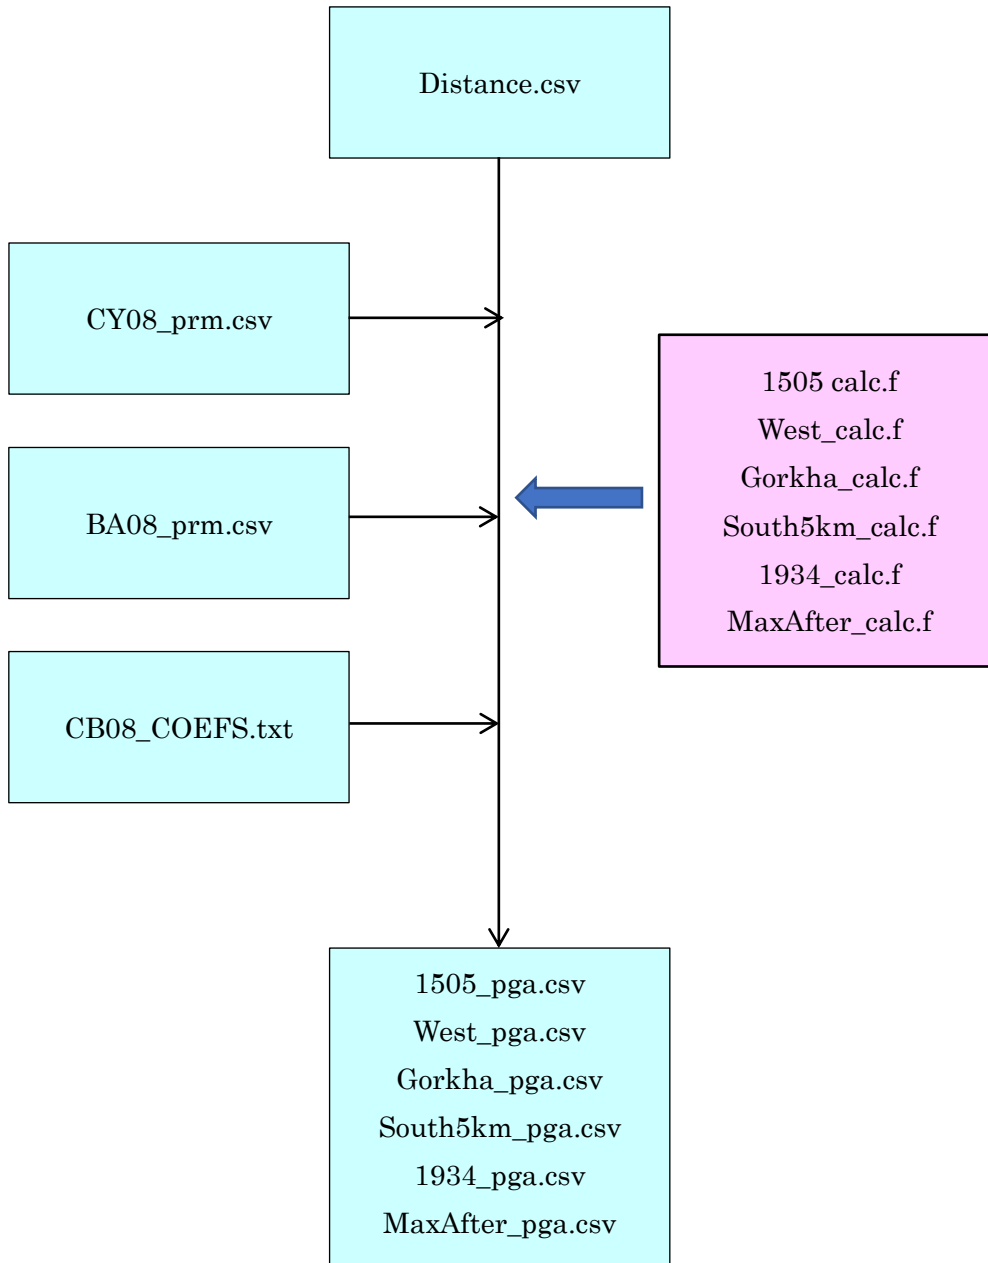 Distance.csv
CY08_prm.csv
BA08_prm.csv
CB08_COEFS.txt
1505 calc.f
West_calc.f
Gorkha_calc.f
South5km_calc.f
1934_calc.f
MaxAfter_calc.f
1505_pga.csv
West_pga.csv
Gorkha_pga.csv
South5km_pga.csv
1934_pga.csv
MaxAfter_pga.csv